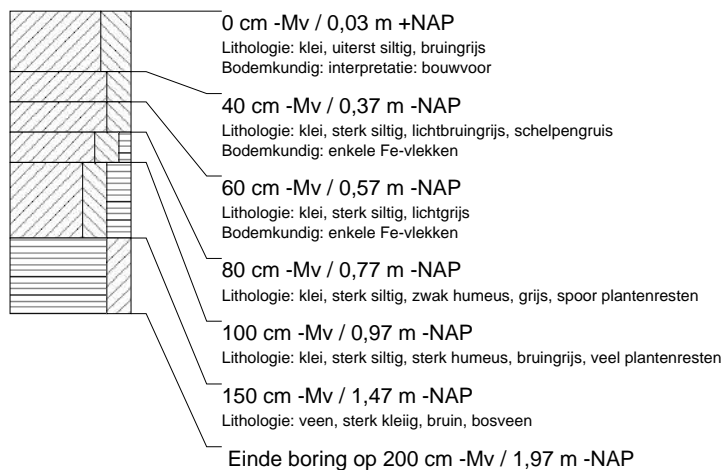 0 cm -Mv / 0,03 m +NAP
Lithologie: klei, uiterst siltig, bruingrijs
Bodemkundig: interpretatie: bouwvoor
40 cm -Mv / 0,37 m -NAP
Lithologie: klei, sterk siltig, lichtbruingrijs, schelpengruis
Bodemkundig: enkele Fe-vlekken
60 cm -Mv / 0,57 m -NAP
Lithologie: klei, sterk siltig, lichtgrijs
Bodemkundig: enkele Fe-vlekken
80 cm -Mv / 0,77 m -NAP
Lithologie: klei, sterk siltig, zwak humeus, grijs, spoor plantenresten
100 cm -Mv / 0,97 m -NAP
Lithologie: klei, sterk siltig, sterk humeus, bruingrijs, veel plantenresten
150 cm -Mv / 1,47 m -NAP
Lithologie: veen, sterk kleiig, bruin, bosveen
Einde boring op 200 cm -Mv / 1,97 m -NAP